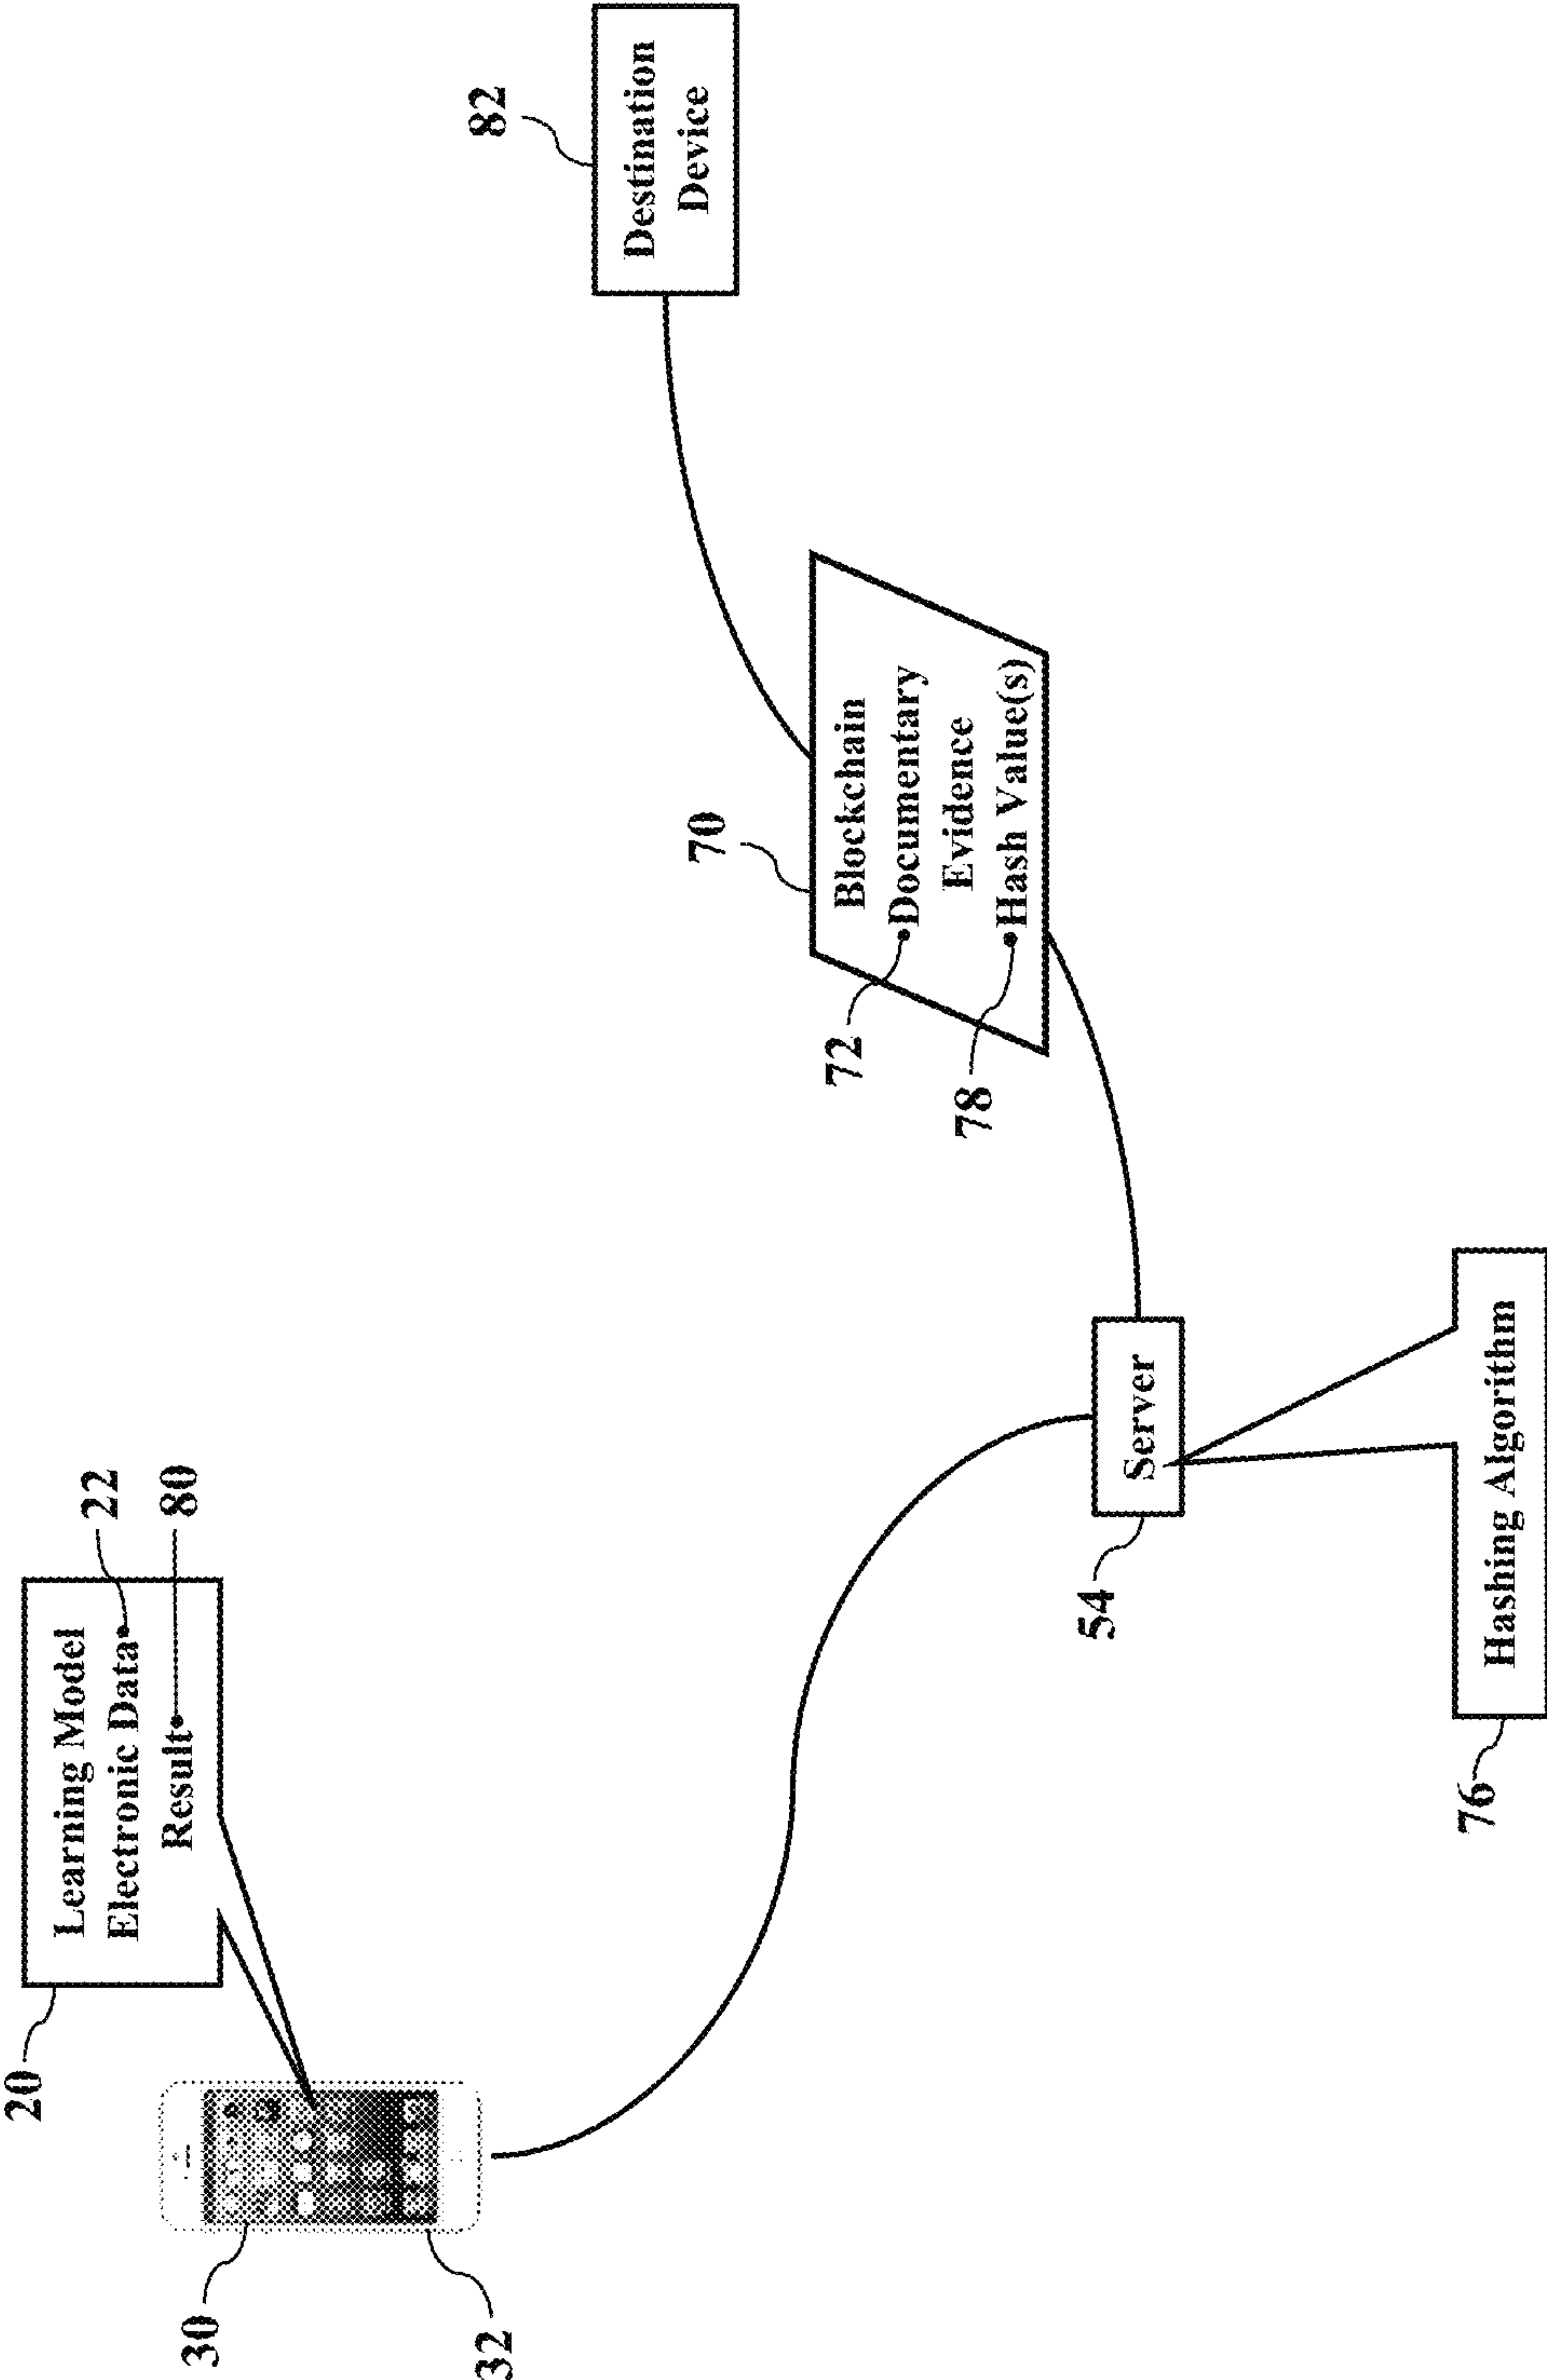 20
Learning Model
Electronic Data
22
Result
80
30
32
54
Server
76
Hashing Algorithm
70
Blockchain
72
Documentary
Evidence
78
Hash Value(s)
82
Destination
Device